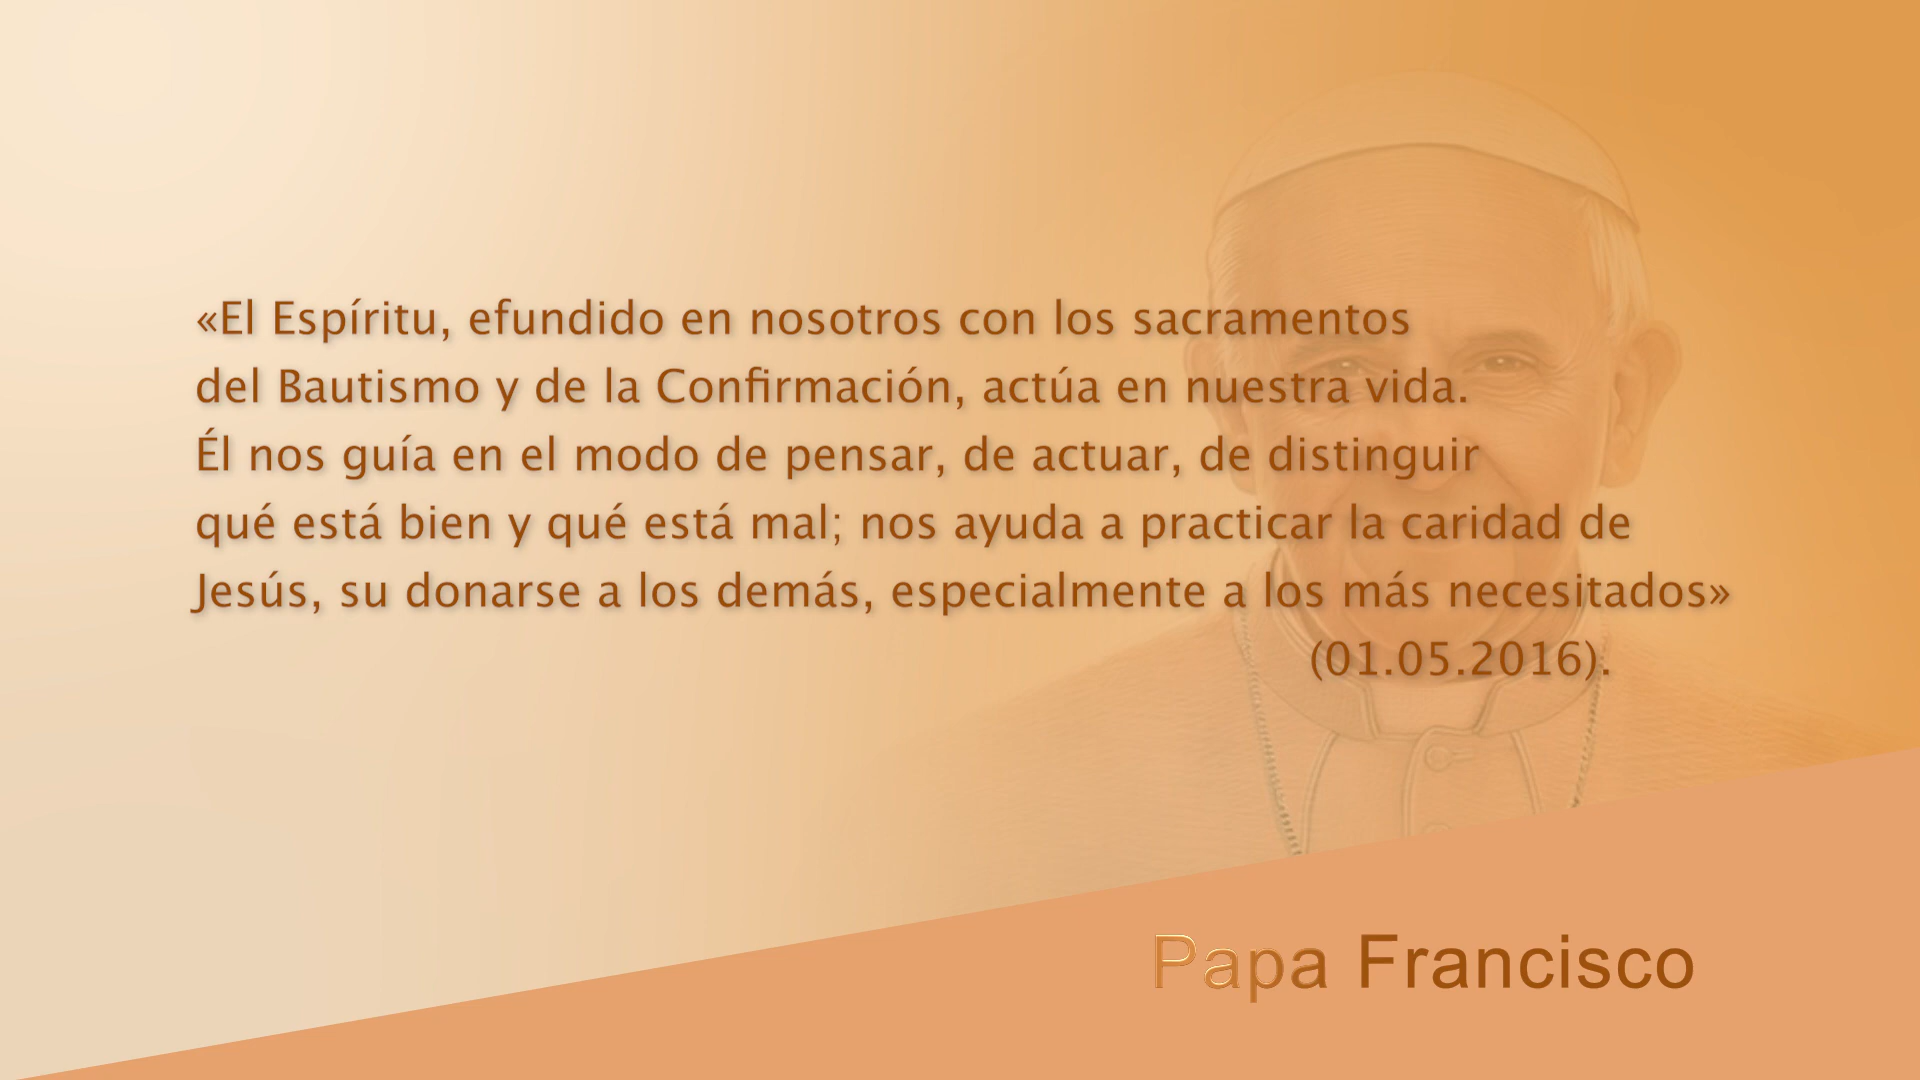 «El Espíritu, efundido en nosotros con los sacramentos
del Bautismo y de la Confirmación, actúa en nuestra vida.
Él nos guía en el modo de pensar, de actuar, de distinguir
qué está bien y qué está mal; nos ayuda a practicar la caridad de
Jesús, su donarse a los demás, especialmente a los más necesitados»
(01.05.2016).
Papa Francisco